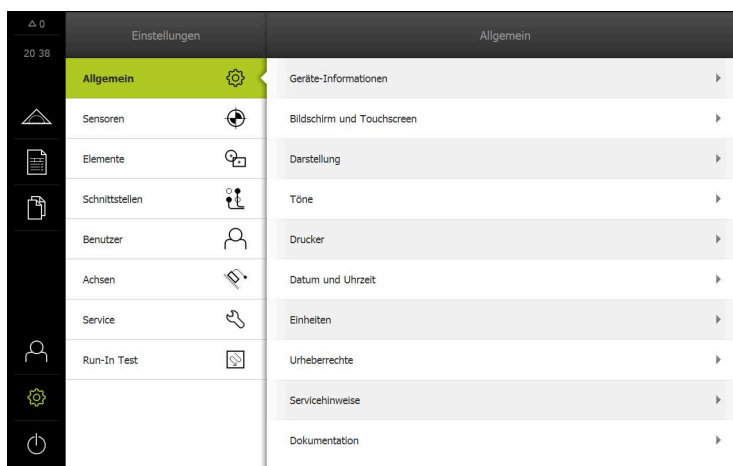 0
20 38
Einstellungen
Allgemein
Sensoren
Elemente
Schnittstellen
Benutzer
Achsen
Service
Run-In Test
Allgemein
Geräte-Informationen
Bildschirm und Touchscreen
Darstellung
Töne
Drucker
Datum und Uhrzeit
Einheiten
Urheberrechte
Servicehinweise
Dokumentation